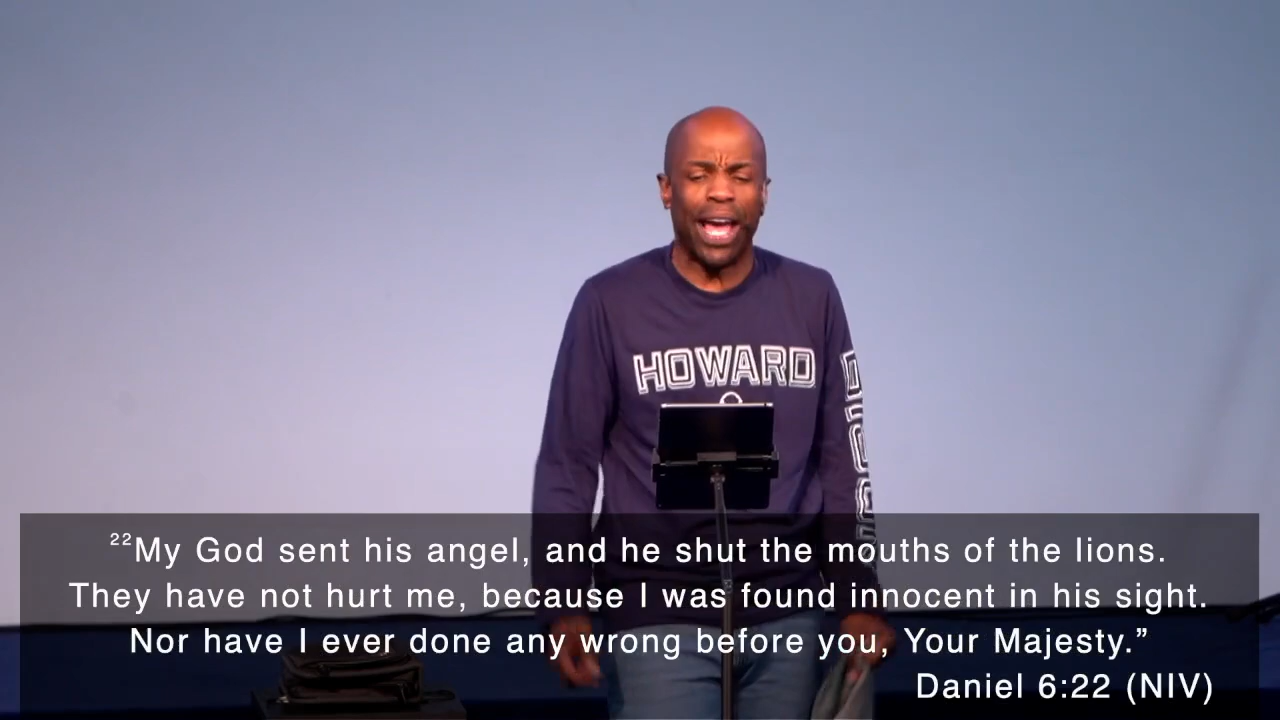 HOWARD
²²My God sent his angel, and he shut the mouths of the lions.
They have not hurt me, because I was found innocent in his sight.
Nor have I ever done any wrong before you, Your Majesty.”
Daniel 6:22 (NIV)